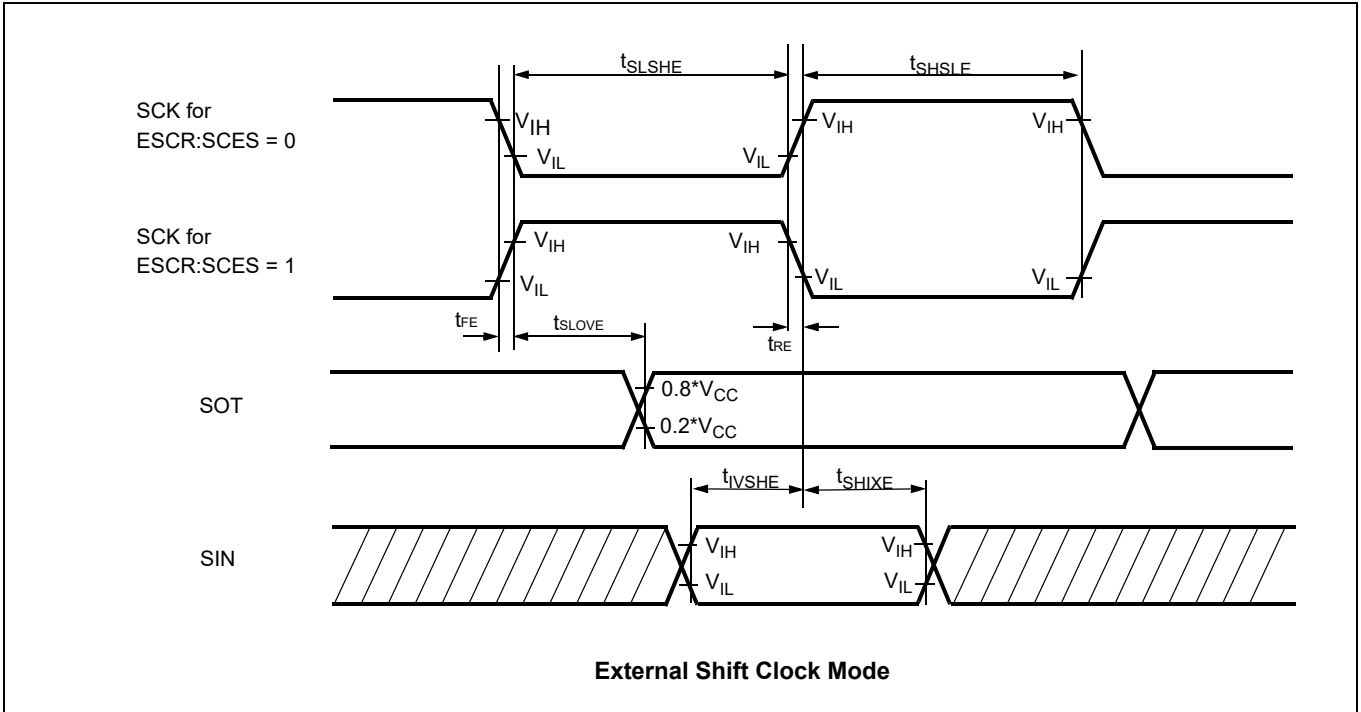 tSLSHE
tSHSLE
SCK for
ESCR:SCES = 0
VIH
VIL
VIL
VIH
VIH
SCK for
ESCR:SCES = 1
VIH
VIL
VIH
VIL
VIL
tFE
tSLOVE
tRE
SOT
0.8*VCC
0.2*VCC
tIVSHE
tSHIXE
SIN
VIH
VIL
VIH
VIL
External Shift Clock Mode